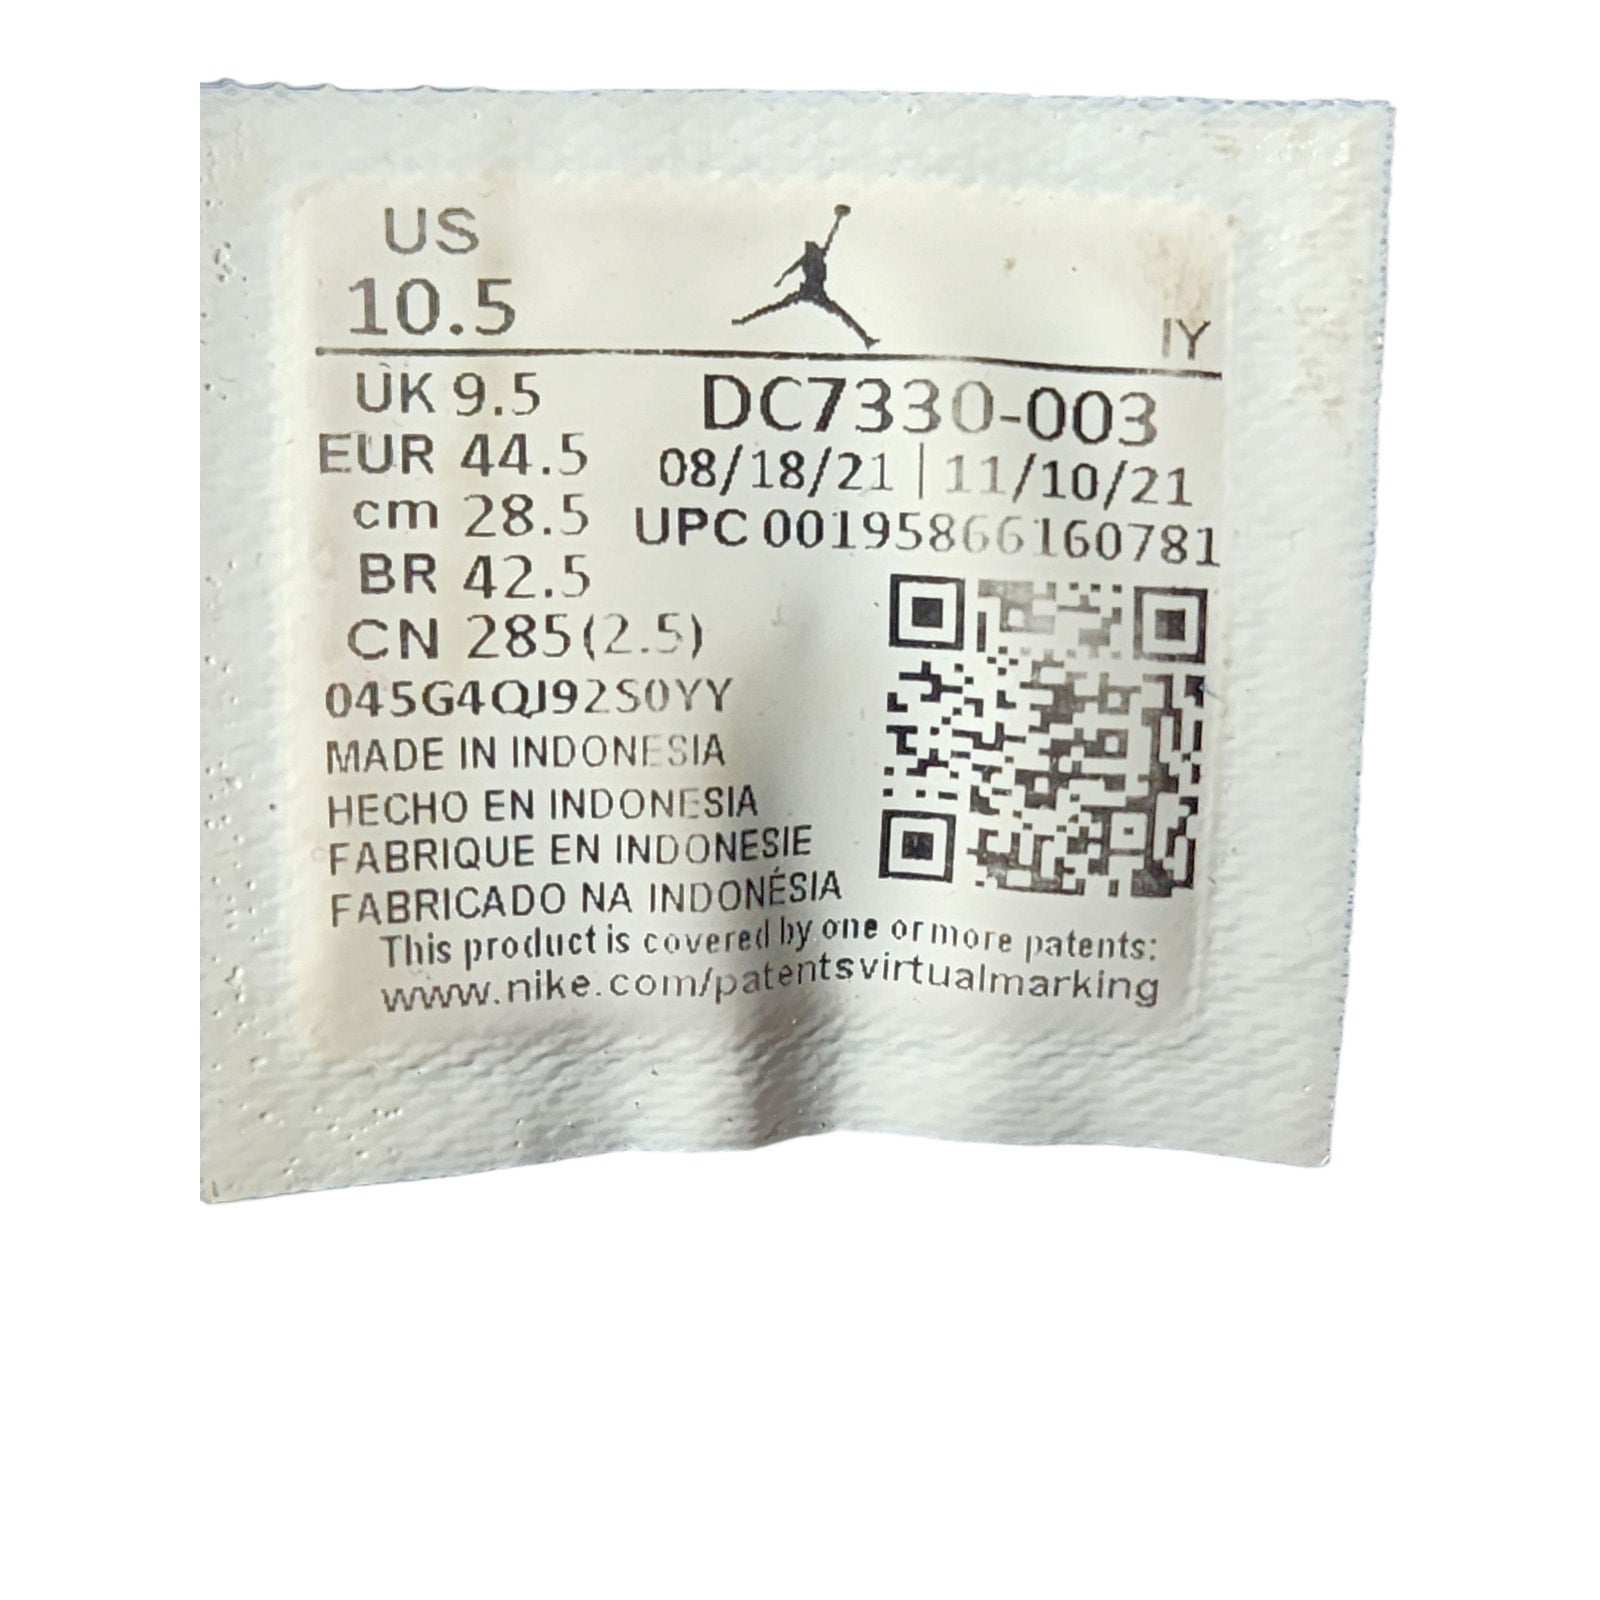 US
10.5
IY
UK 9.5
EUR 44.5
cm 28.5
BR 42.5
CN 285(2.5)
DC7330-003
08/18/21 | 11/10/21
UPC 00195866160781
045G4QJ92S0YY
MADE IN INDONESIA
HECHO EN INDONESIA
FABRIQUE EN INDONESIE
FABRICADO NA INDONÉSIA
This product is covered by one or more patents:
www.nike.com/patentsvirtualmarking